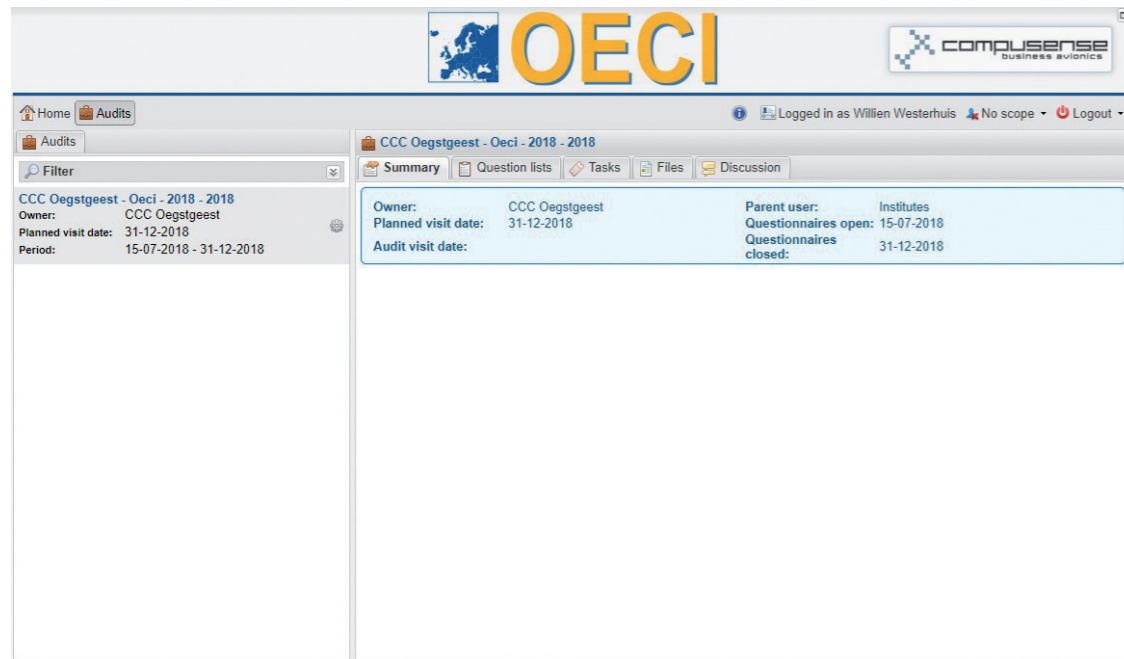 OECI
compusense
business avionics
Home Audits
Logged in as Willien Westerhuis No scope Logout
Audits
Filter
CCC Oegstgeest - Oeci - 2018 - 2018
Owner: CCC Oegstgeest
Planned visit date: 31-12-2018
Period: 15-07-2018 - 31-12-2018
CCC Oegstgeest - Oeci - 2018 - 2018
Summary Question lists Tasks Files Discussion
Owner: CCC Oegstgeest
Planned visit date: 31-12-2018
Audit visit date:
Parent user: Institutes
Questionnaires open: 15-07-2018
Questionnaires
closed: 31-12-2018